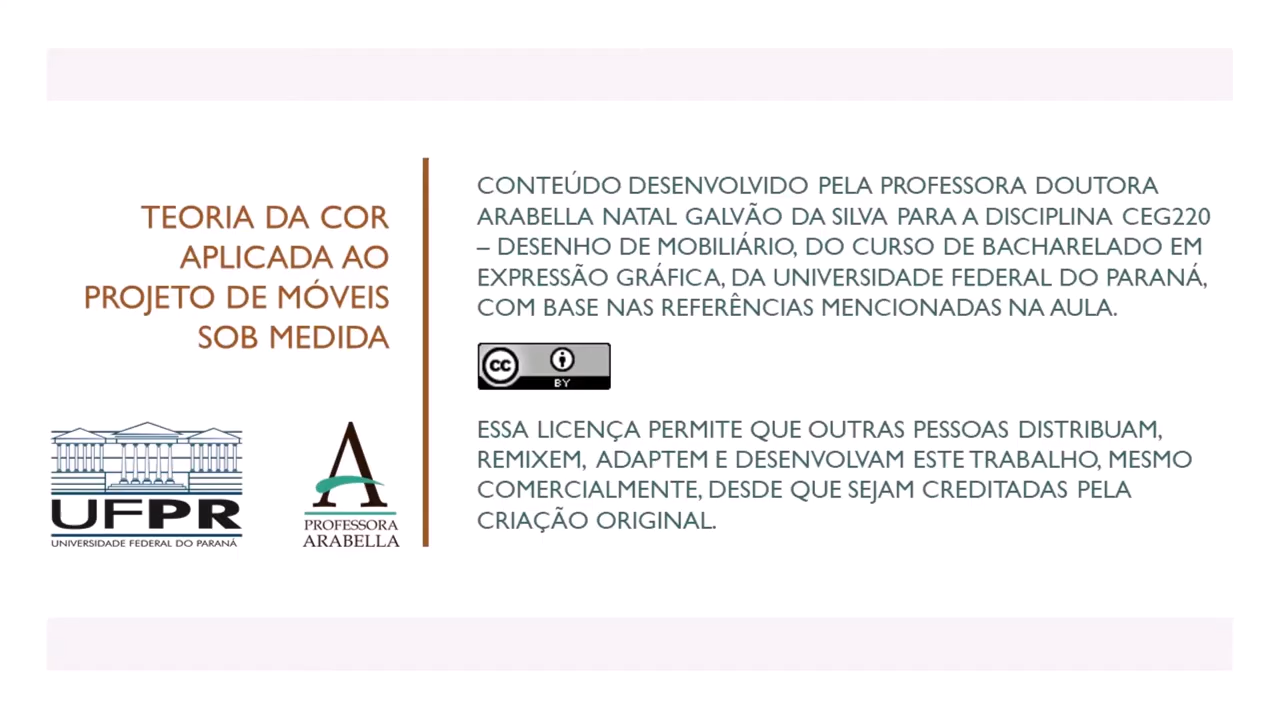 TEORIA DA COR
APLICADA AO
PROJETO DE MÓVEIS
SOB MEDIDA
UFPR
UNIVERSIDADE FEDERAL DO PARANÁ
A
PROFESSORA
ARABELLA
CONTEÚDO DESENVOLVIDO PELA PROFESSORA DOUTORA
ARABELLA NATAL GALVÃO DA SILVA PARA A DISCIPLINA CEG220
– DESENHO DE MOBILIÁRIO, DO CURSO DE BACHARELADO EM
EXPRESSÃO GRÁFICA, DA UNIVERSIDADE FEDERAL DO PARANÁ,
COM BASE NAS REFERÊNCIAS MENCIONADAS NA AULA.
CC
BY
ESSA LICENÇA PERMITE QUE OUTRAS PESSOAS DISTRIBUAM,
REMIXEM, ADAPTEM E DESENVOLVAM ESTE TRABALHO, MESMO
COMERCIALMENTE, DESDE QUE SEJAM CREDITADAS PELA
CRIAÇÃO ORIGINAL.